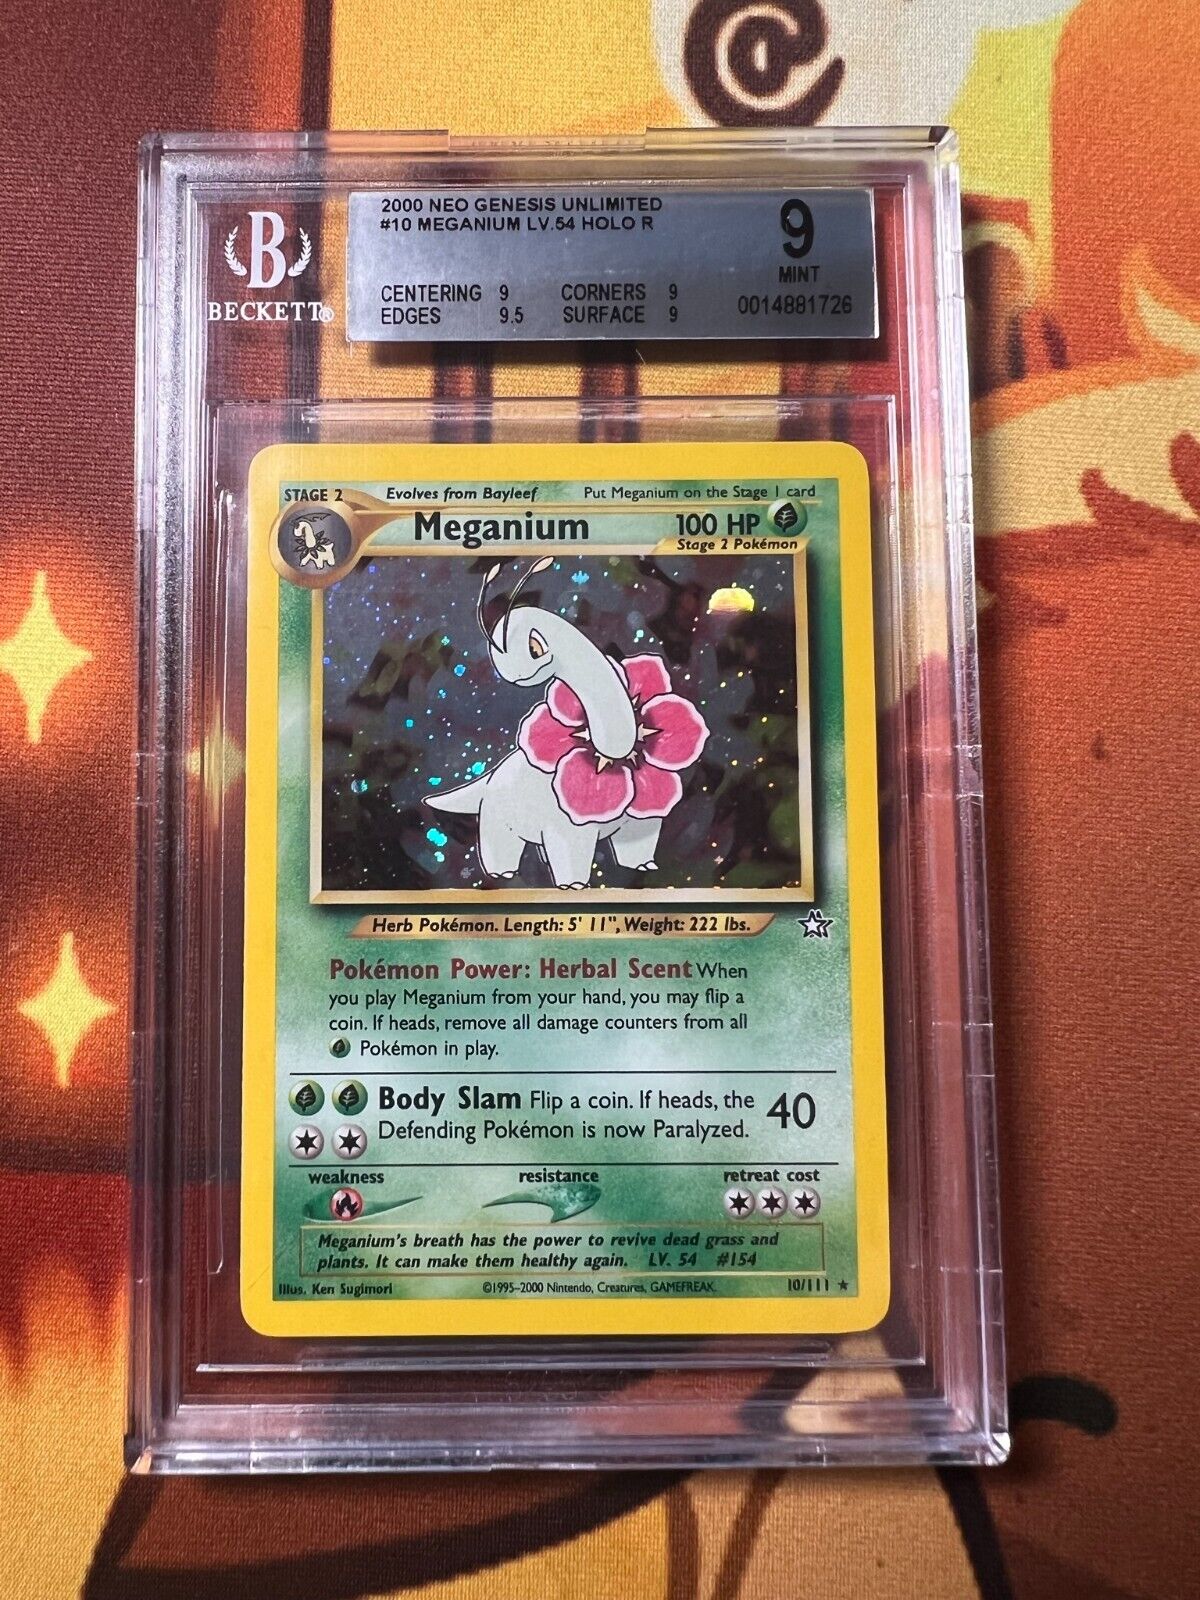 B
BECKETT®
2000 NEO GENESIS UNLIMITED
#10 MEGANIUM LV.54 HOLO R
9
MINT
CENTERING 9 CORNERS 9
EDGES 9.5 SURFACE 9
0014881726
STAGE 2 Evolves from Bayleef Put Meganium on the Stage 1 card
Meganium 100 HP
Stage 2 Pokémon
Herb Pokémon. Length: 5' 11", Weight: 222 lbs.
Pokémon Power: Herbal Scent When
you play Meganium from your hand, you may flip a
coin. If heads, remove all damage counters from all
Pokémon in play.
Body Slam Flip a coin. If heads, the
Defending Pokémon is now Paralyzed.
40
weakness resistance retreat cost
Meganium's breath has the power to revive dead grass and
plants. It can make them healthy again. LV. 54 #154
Illus. Ken Sugimori ©1995-2000 Nintendo, Creatures, GAMEFREAK. 10/111 ★